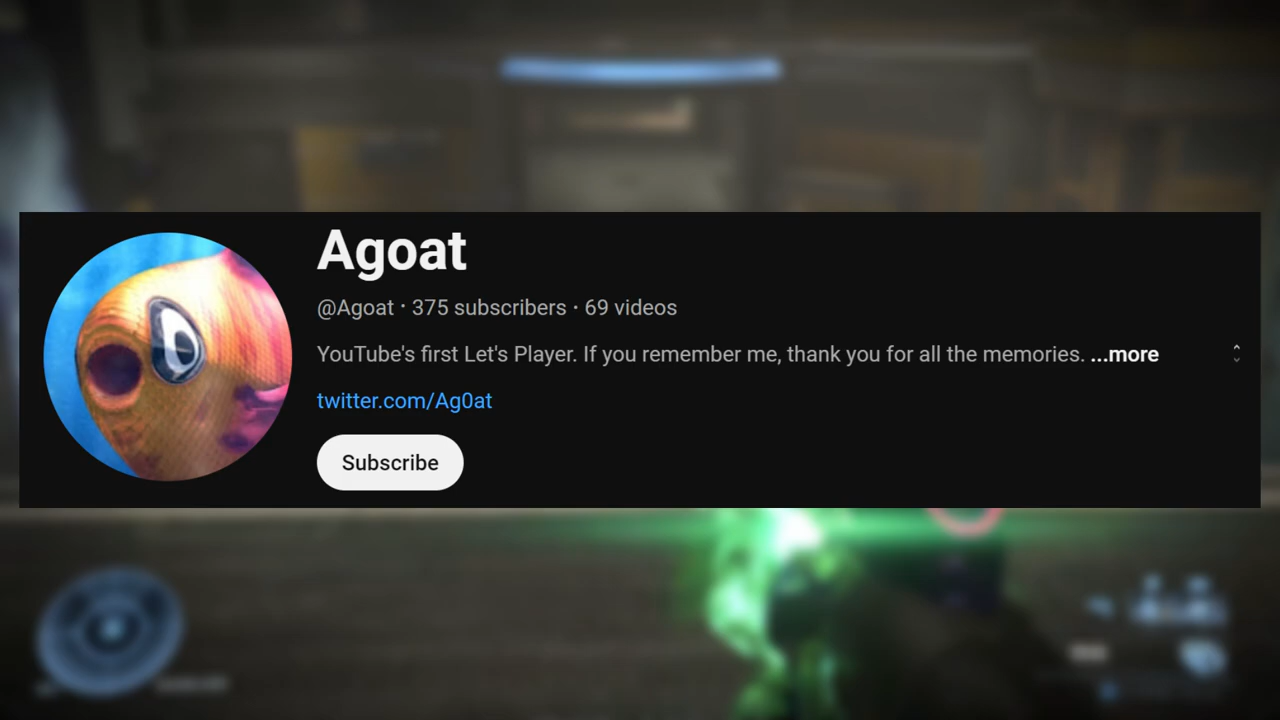 Agoat
@Agoat · 375 subscribers · 69 videos
YouTube's first Let's Player. If you remember me, thank you for all the memories. ...more
twitter.com/Ag0at
Subscribe